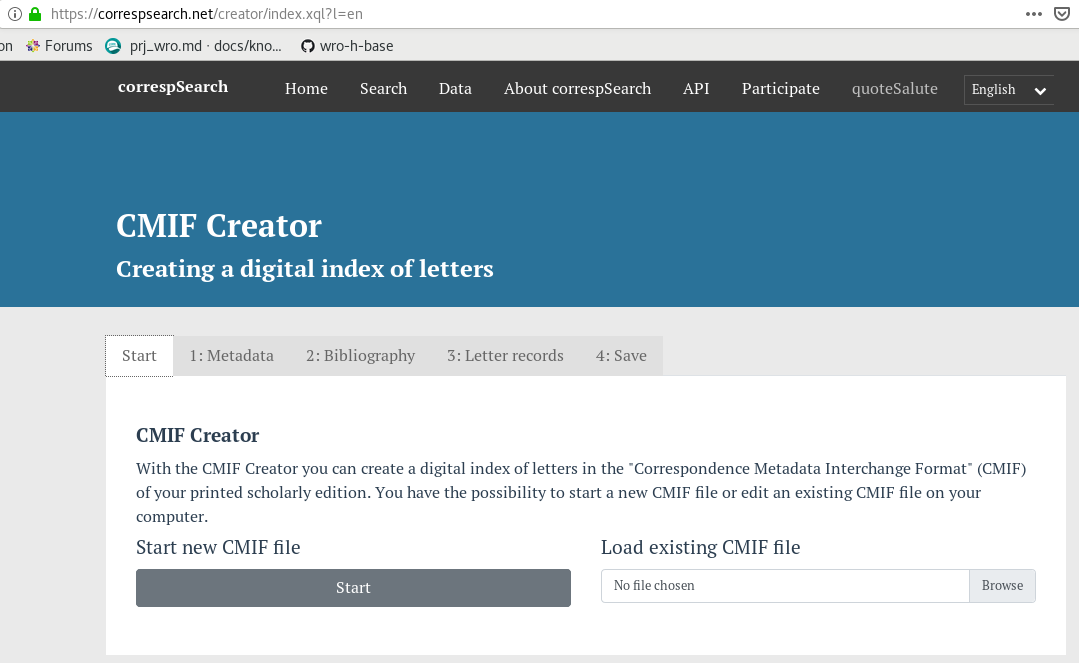 https://correspsearch.net/creator/index.xql?l=en
on Forums prj_wro.md · docs/kno... wro-h-base
correspSearch Home Search Data About correspSearch API Participate quoteSalute English
CMIF Creator
Creating a digital index of letters
Start 1: Metadata 2: Bibliography 3: Letter records 4: Save
CMIF Creator
With the CMIF Creator you can create a digital index of letters in the "Correspondence Metadata Interchange Format" (CMIF)
of your printed scholarly edition. You have the possibility to start a new CMIF file or edit an existing CMIF file on your
computer.
Start new CMIF file Load existing CMIF file
Start No file chosen Browse